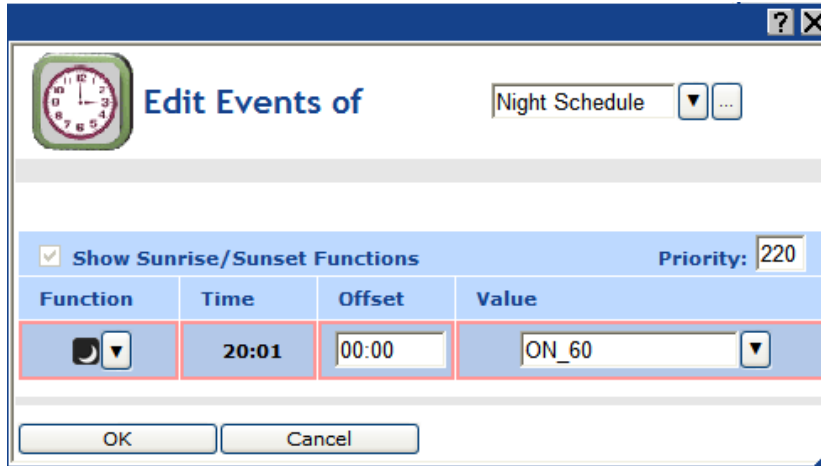 ?
Edit Events of
Night Schedule
...
Show Sunrise/Sunset Functions
Priority: 220
Function Time Offset Value
20:01 00:00 ON_60
OK Cancel